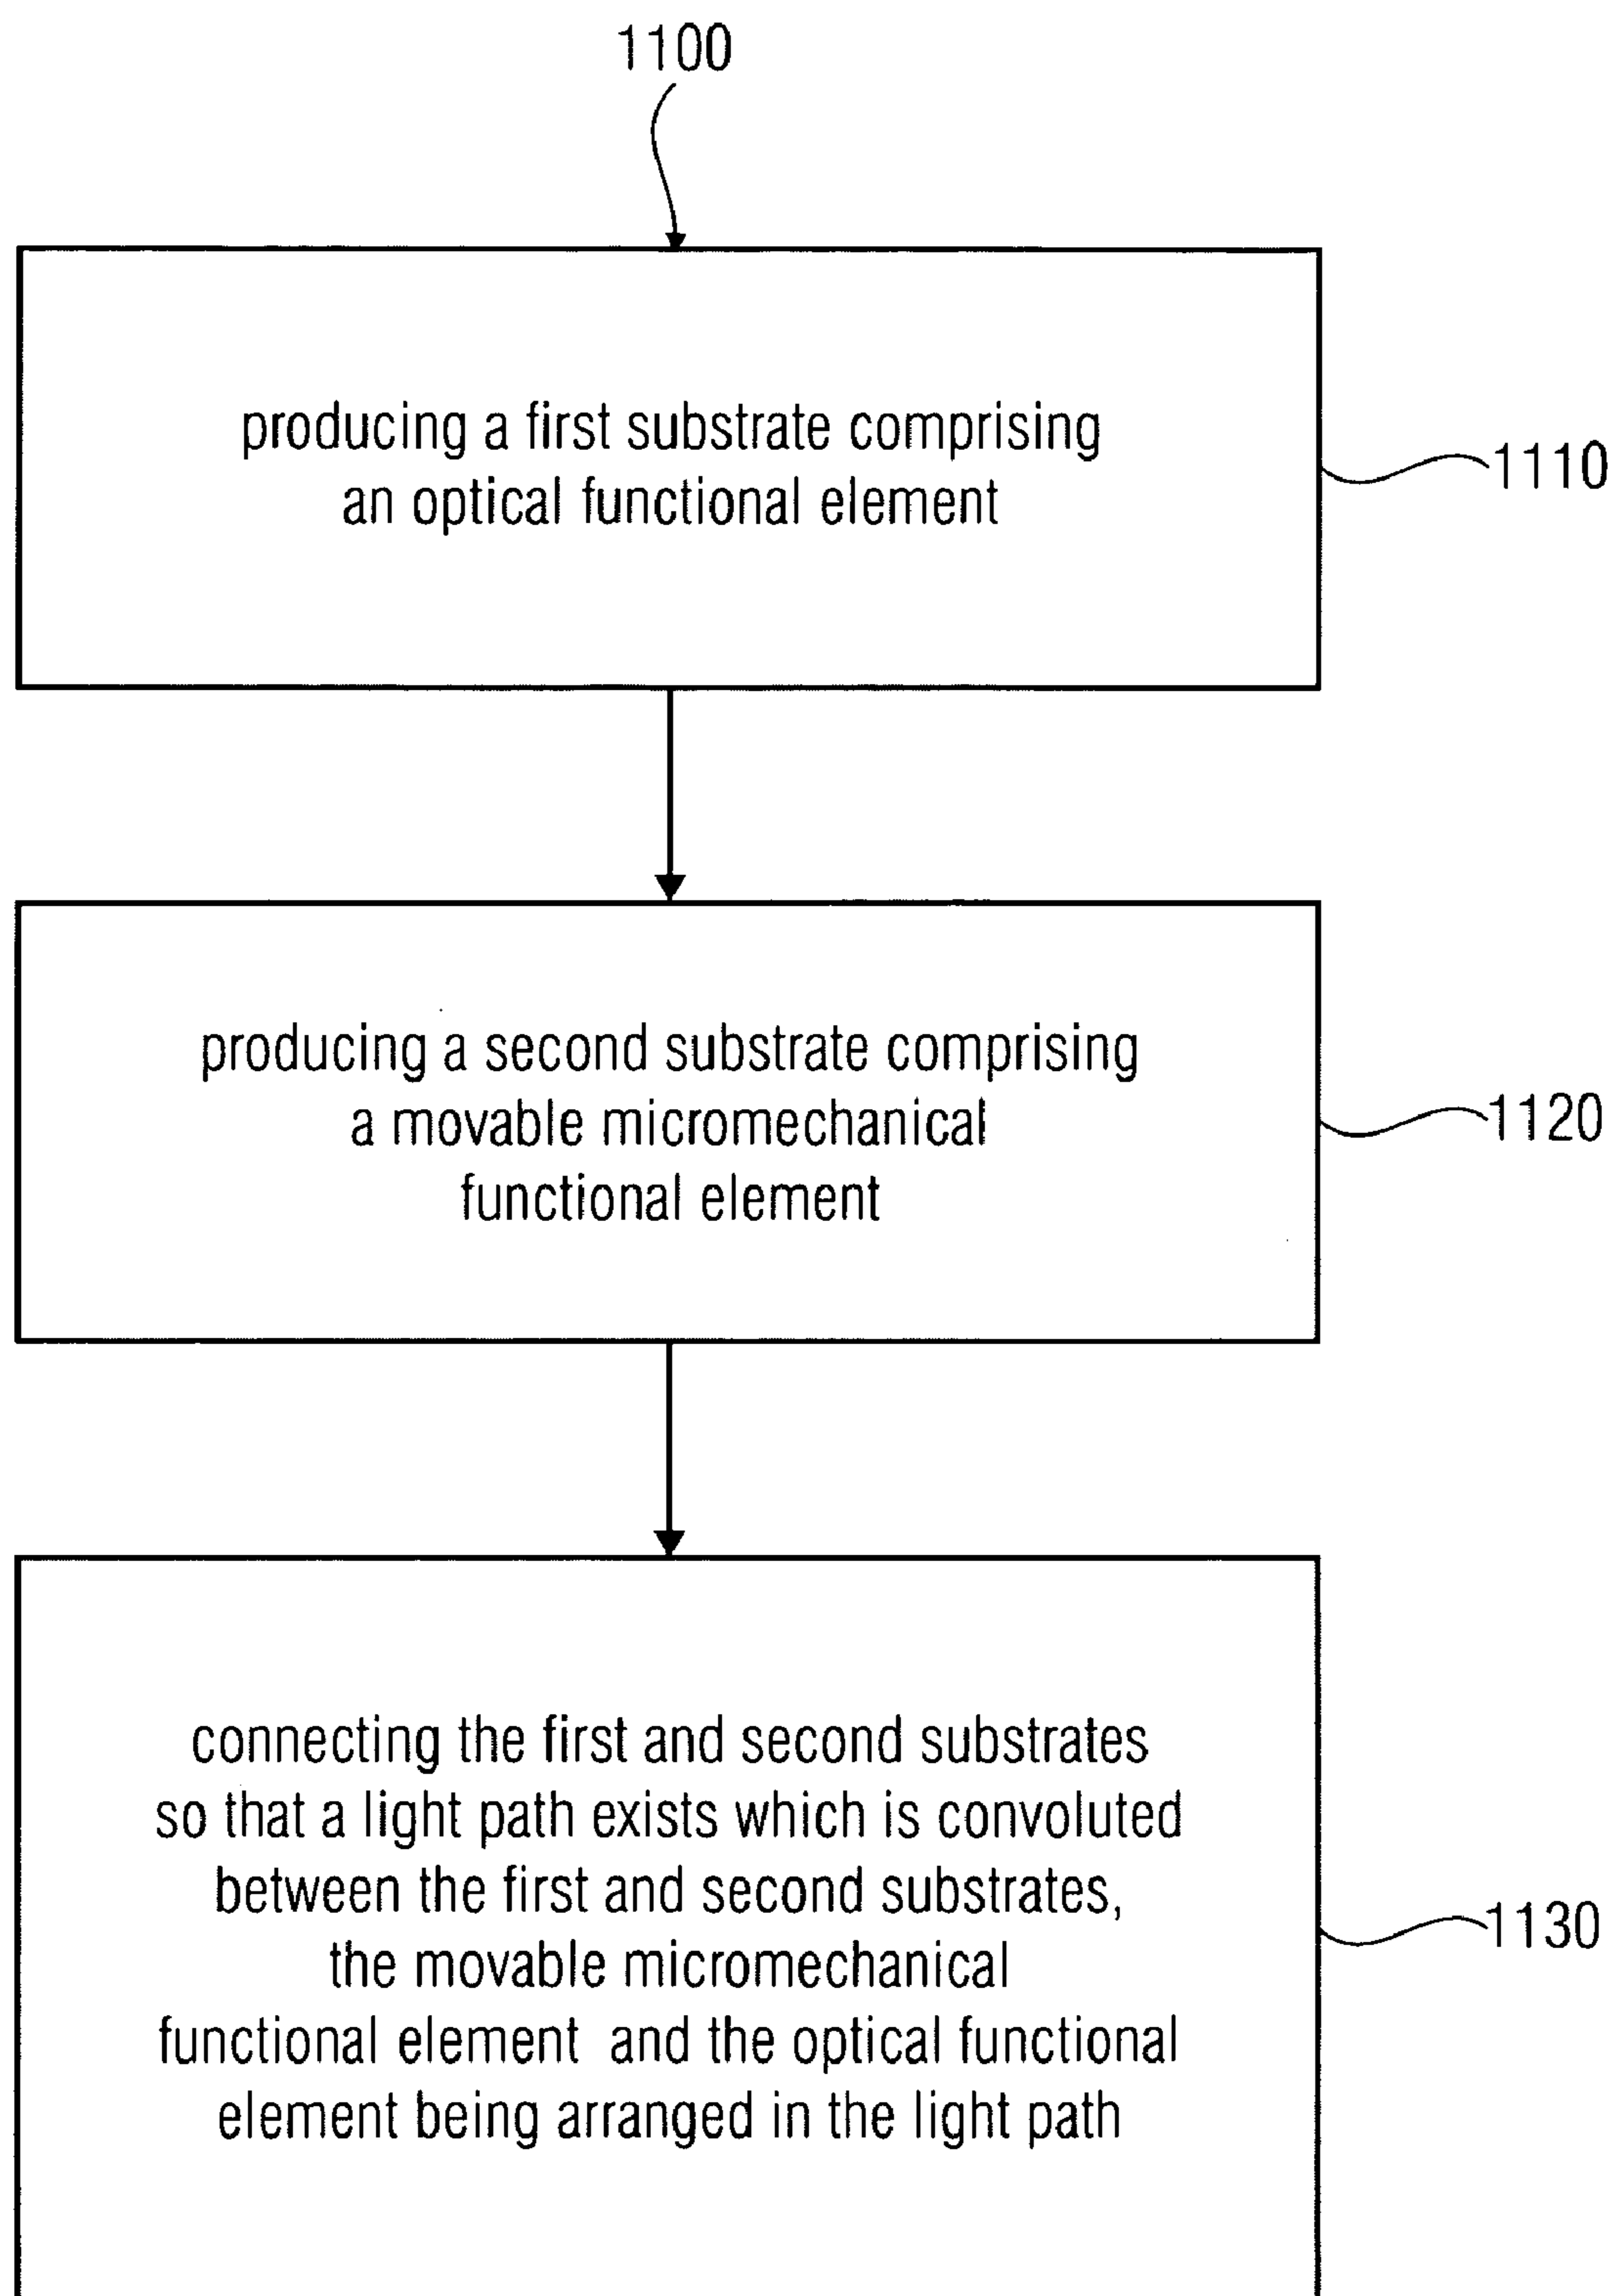 1100
producing a first substrate comprising
an optical functional element
1110
producing a second substrate comprising
a movable micromechanical
functional element
1120
connecting the first and second substrates
so that a light path exists which is convoluted
between the first and second substrates,
the movable micromechanical
functional element and the optical functional
element being arranged in the light path
1130